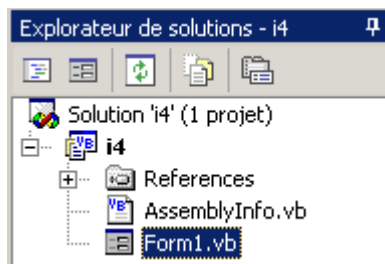 Explorateur de solutions - i4
Solution 'i4' (1 projet)
i4
References
AssemblyInfo.vb
Form1.vb